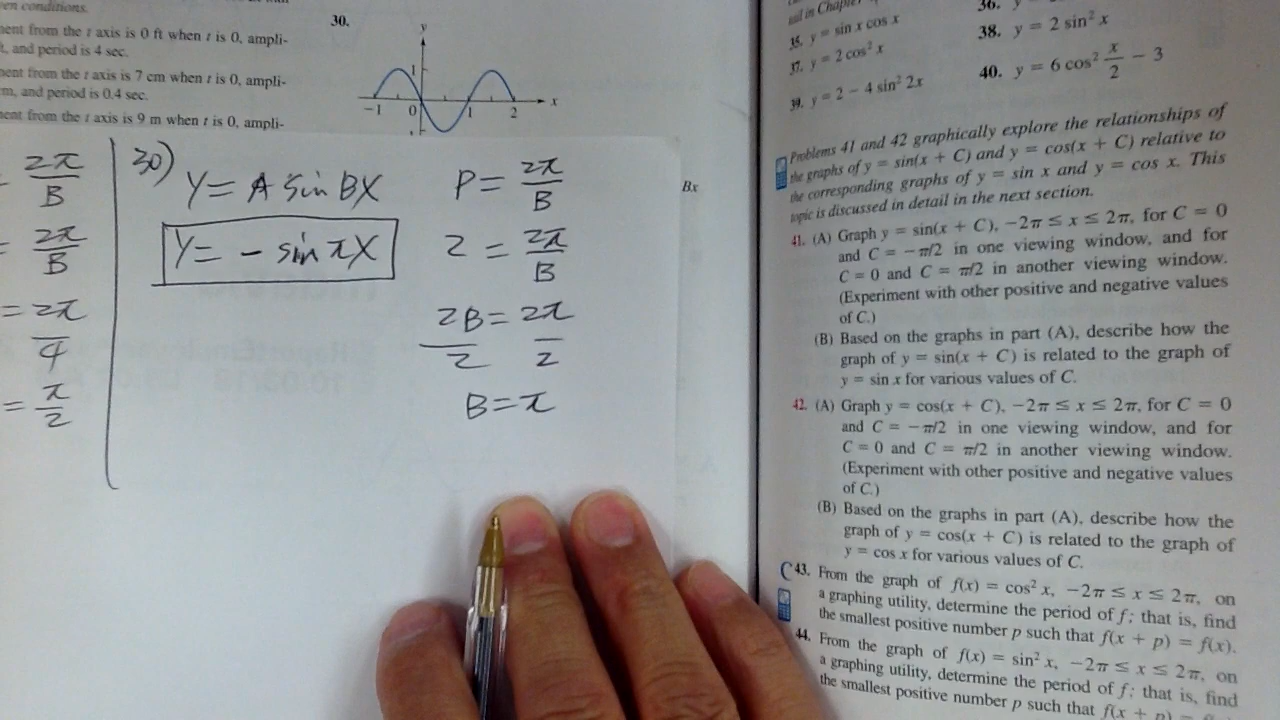 en conditions.
nent from the t axis is 0 ft when t is 0, ampli-
t, and period is 4 sec.
nent from the t axis is 7 cm when t is 0, ampli-
m, and period is 0.4 sec.
nent from the t axis is 9 m when t is 0, ampli-
30.
y
1
-1 0 1 2 x
Bx
2π
B
= 2π
B
= 2π
4
= π
2
30)
Y = A sin BX
Y = - sin πX
P = 2π
B
2 = 2π
B
2B = 2π
2 2
B = π
36. y
35. y = sin x cos x
38. y = 2 sin² x
37. y = 2 cos² x
40. y = 6 cos² x/2 − 3
39. y = 2 − 4 sin² 2x
Problems 41 and 42 graphically explore the relationships of
the graphs of y = sin(x + C) and y = cos(x + C) relative to
the corresponding graphs of y = sin x and y = cos x. This
topic is discussed in detail in the next section.
41. (A) Graph y = sin(x + C), −2π ≤ x ≤ 2π, for C = 0
and C = −π/2 in one viewing window, and for
C = 0 and C = π/2 in another viewing window.
(Experiment with other positive and negative values
of C.)
(B) Based on the graphs in part (A), describe how the
graph of y = sin(x + C) is related to the graph of
y = sin x for various values of C.
42. (A) Graph y = cos(x + C), −2π ≤ x ≤ 2π, for C = 0
and C = −π/2 in one viewing window, and for
C = 0 and C = π/2 in another viewing window.
(Experiment with other positive and negative values
of C.)
(B) Based on the graphs in part (A), describe how the
graph of y = cos(x + C) is related to the graph of
y = cos x for various values of C.
C 43. From the graph of f(x) = cos² x, −2π ≤ x ≤ 2π, on
a graphing utility, determine the period of f; that is, find
the smallest positive number p such that f(x + p) = f(x).
44. From the graph of f(x) = sin² x, −2π ≤ x ≤ 2π, on
a graphing utility, determine the period of f; that is, find
the smallest positive number p such that f(x + p)